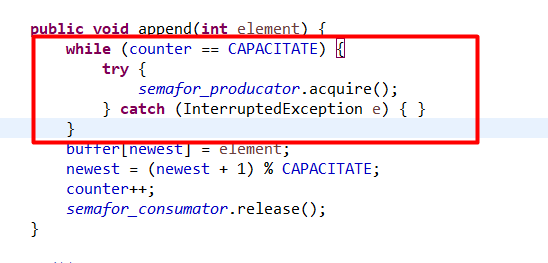 public void append(int element) {
while (counter == CAPACITATE) {
try {
semafor_producator.acquire();
} catch (InterruptedException e) { }
}
buffer[newest] = element;
newest = (newest + 1) % CAPACITATE;
counter++;
semafor_consumator.release();
}